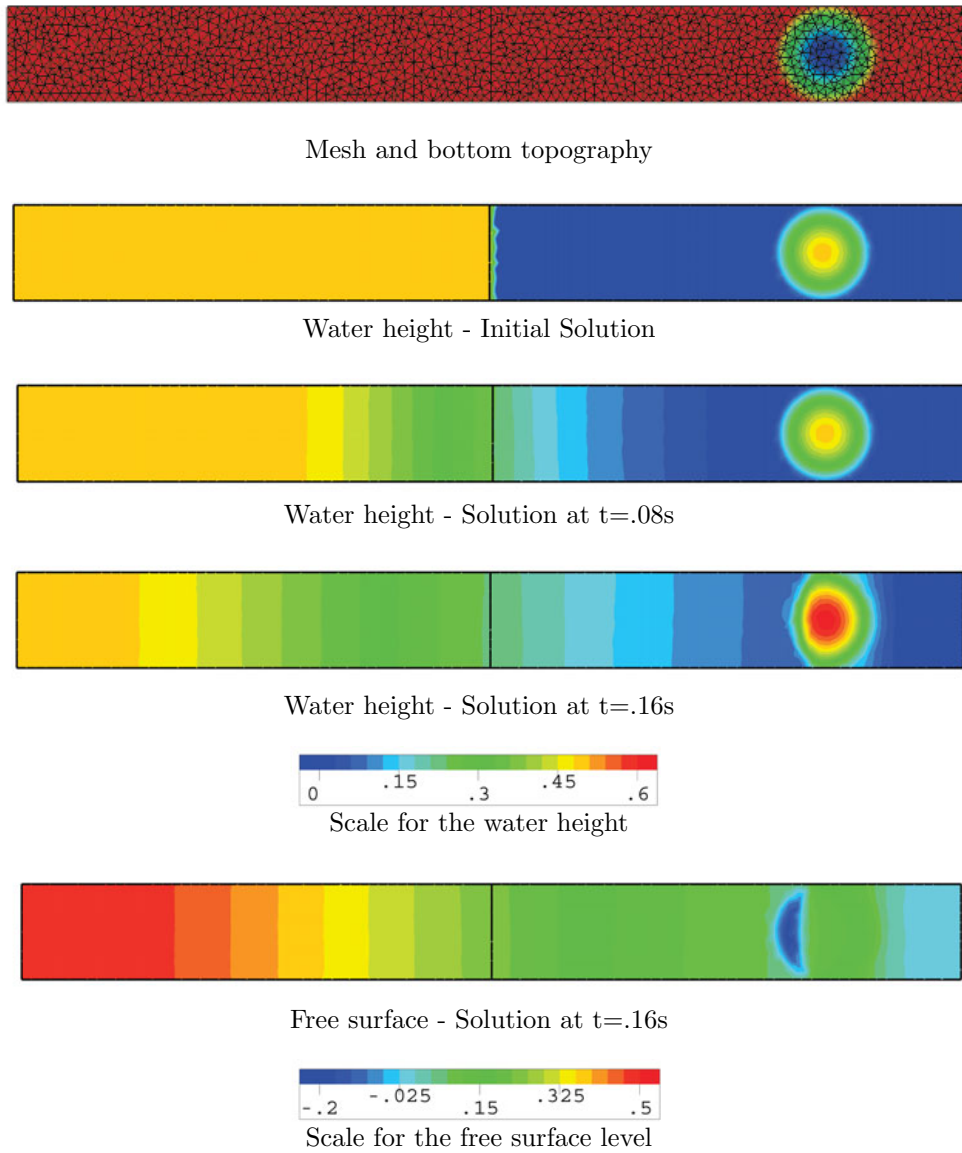 Mesh and bottom topography
Water height - Initial Solution
Water height - Solution at t=.08s
Water height - Solution at t=.16s
0 .15 .3 .45 .6
Scale for the water height
Free surface - Solution at t=.16s
-.2 -.025 .15 .325 .5
Scale for the free surface level